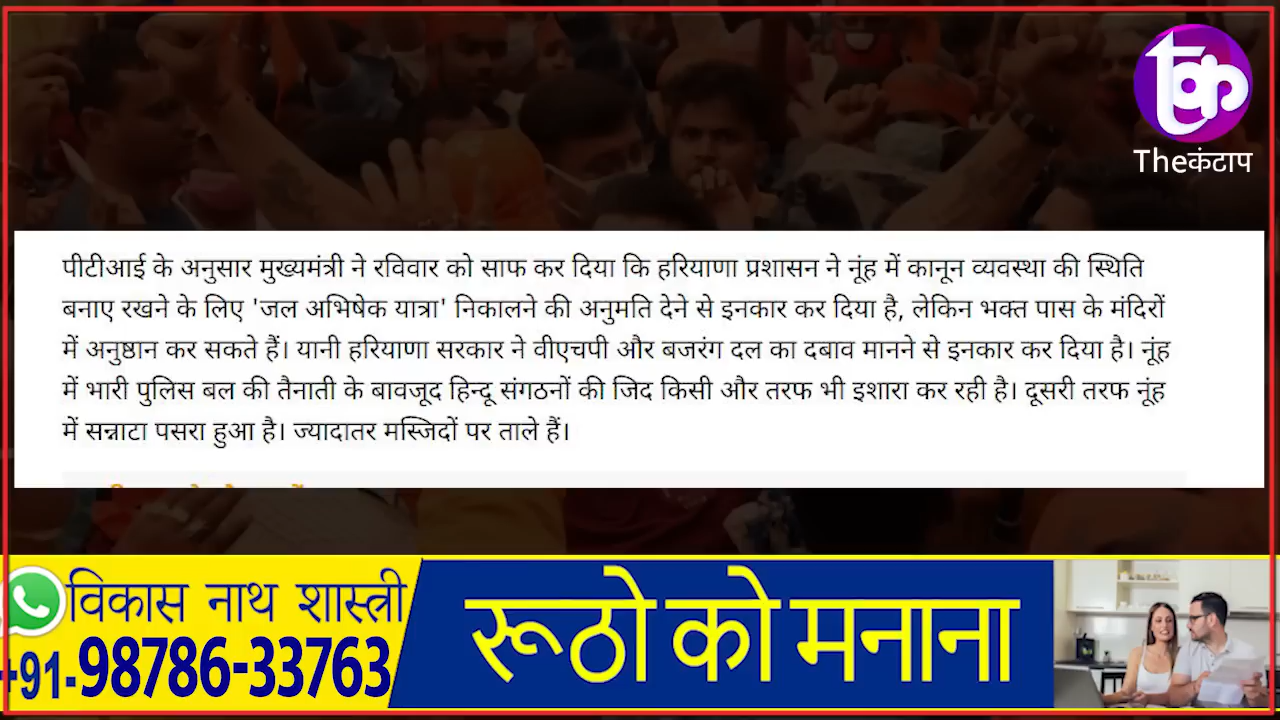 Theकंटाप
पीटीआई के अनुसार मुख्यमंत्री ने रविवार को साफ कर दिया कि हरियाणा प्रशासन ने नूंह में कानून व्यवस्था की स्थिति
बनाए रखने के लिए 'जल अभिषेक यात्रा' निकालने की अनुमति देने से इनकार कर दिया है, लेकिन भक्त पास के मंदिरों
में अनुष्ठान कर सकते हैं। यानी हरियाणा सरकार ने वीएचपी और बजरंग दल का दबाव मानने से इनकार कर दिया है। नूंह
में भारी पुलिस बल की तैनाती के बावजूद हिन्दू संगठनों की जिद किसी और तरफ भी इशारा कर रही है। दूसरी तरफ नूंह
में सन्नाटा पसरा हुआ है। ज्यादातर मस्जिदों पर ताले हैं।
विकास नाथ शास्त्री
+91-98786-33763
रूठो को मनाना